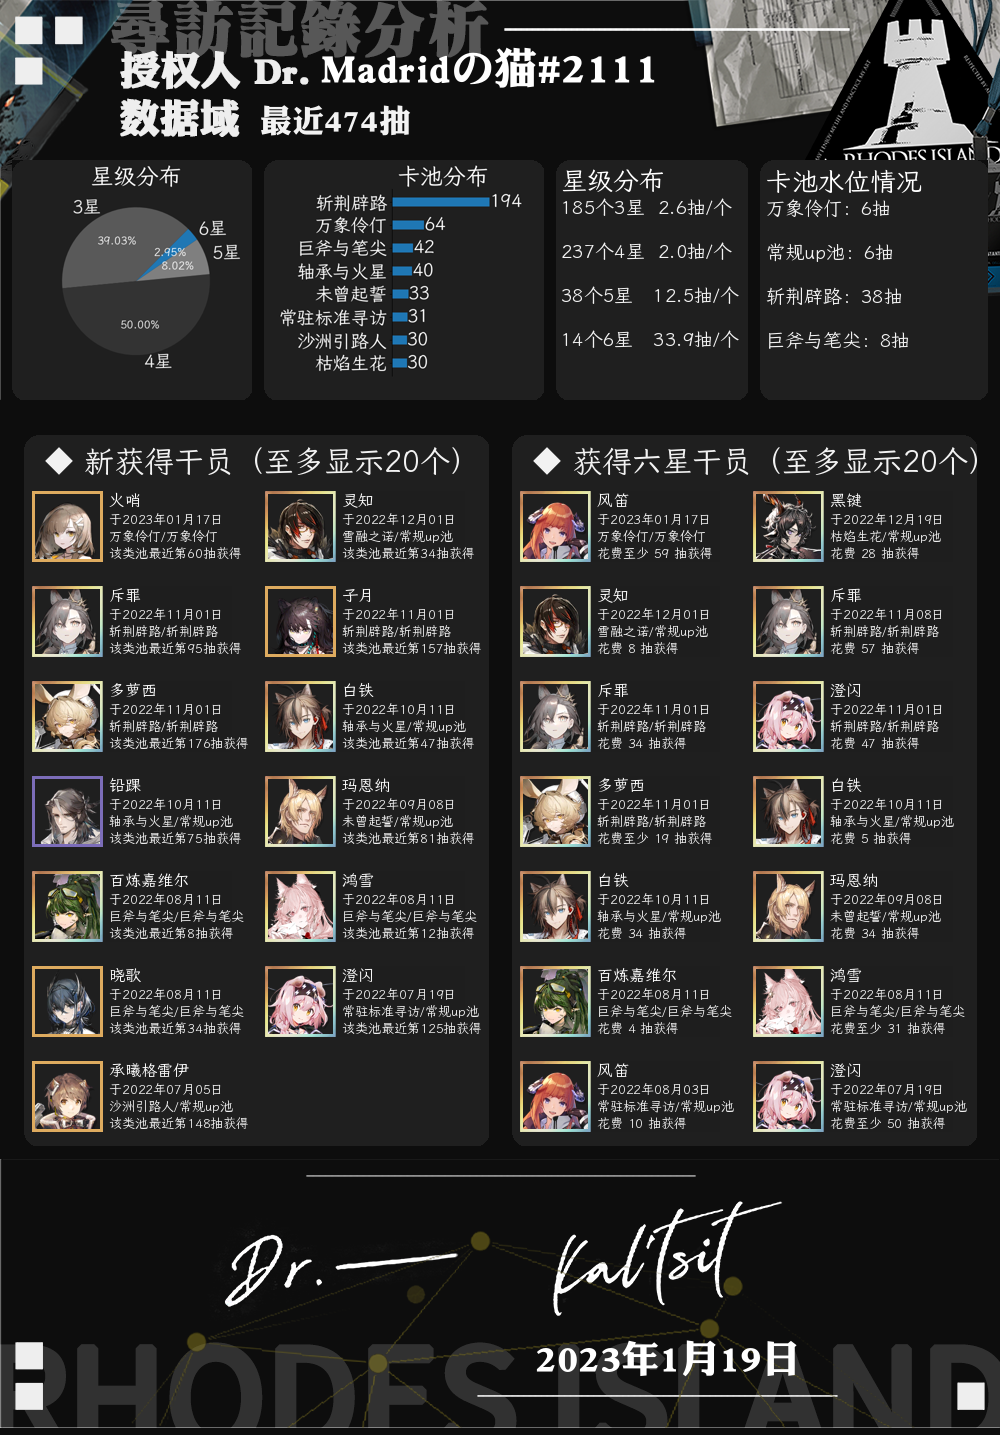 尋訪記錄分析
授权人 Dr. Madridの猫#2111
数据域 最近474抽
RHODES ISLAND
星级分布
3星
6星
5星
4星
39.03%
2.95%
8.02%
50.00%
卡池分布
斩荆辟路 194
万象伶仃 64
巨斧与笔尖 42
轴承与火星 40
未曾起誓 33
常驻标准寻访 31
沙洲引路人 30
枯焰生花 30
星级分布
185个3星 2.6抽/个
237个4星 2.0抽/个
38个5星 12.5抽/个
14个6星 33.9抽/个
卡池水位情况
万象伶仃：6抽
常规up池：6抽
斩荆辟路：38抽
巨斧与笔尖：8抽
◆ 新获得干员（至多显示20个）
火哨
于2023年01月17日
万象伶仃/万象伶仃
该类池最近第60抽获得
灵知
于2022年12月01日
雪融之诺/常规up池
该类池最近第34抽获得
斥罪
于2022年11月01日
斩荆辟路/斩荆辟路
该类池最近第95抽获得
子月
于2022年11月01日
斩荆辟路/斩荆辟路
该类池最近第157抽获得
多萝西
于2022年11月01日
斩荆辟路/斩荆辟路
该类池最近第176抽获得
白铁
于2022年10月11日
轴承与火星/常规up池
该类池最近第47抽获得
铅踝
于2022年10月11日
轴承与火星/常规up池
该类池最近第75抽获得
玛恩纳
于2022年09月08日
未曾起誓/常规up池
该类池最近第81抽获得
百炼嘉维尔
于2022年08月11日
巨斧与笔尖/巨斧与笔尖
该类池最近第8抽获得
鸿雪
于2022年08月11日
巨斧与笔尖/巨斧与笔尖
该类池最近第12抽获得
晓歌
于2022年08月11日
巨斧与笔尖/巨斧与笔尖
该类池最近第34抽获得
澄闪
于2022年07月19日
常驻标准寻访/常规up池
该类池最近第125抽获得
承曦格雷伊
于2022年07月05日
沙洲引路人/常规up池
该类池最近第148抽获得
◆ 获得六星干员（至多显示20个）
风笛
于2023年01月17日
万象伶仃/万象伶仃
花费至少 59 抽获得
黑键
于2022年12月19日
枯焰生花/常规up池
花费 28 抽获得
灵知
于2022年12月01日
雪融之诺/常规up池
花费 8 抽获得
斥罪
于2022年11月08日
斩荆辟路/斩荆辟路
花费 57 抽获得
斥罪
于2022年11月01日
斩荆辟路/斩荆辟路
花费 34 抽获得
澄闪
于2022年11月01日
斩荆辟路/斩荆辟路
花费 47 抽获得
多萝西
于2022年11月01日
斩荆辟路/斩荆辟路
花费至少 19 抽获得
白铁
于2022年10月11日
轴承与火星/常规up池
花费 5 抽获得
白铁
于2022年10月11日
轴承与火星/常规up池
花费 34 抽获得
玛恩纳
于2022年09月08日
未曾起誓/常规up池
花费 34 抽获得
百炼嘉维尔
于2022年08月11日
巨斧与笔尖/巨斧与笔尖
花费 4 抽获得
鸿雪
于2022年08月11日
巨斧与笔尖/巨斧与笔尖
花费至少 31 抽获得
风笛
于2022年08月03日
常驻标准寻访/常规up池
花费 10 抽获得
澄闪
于2022年07月19日
常驻标准寻访/常规up池
花费至少 50 抽获得
Dr.— Kal'tsit
2023年1月19日
RHODES ISLAND